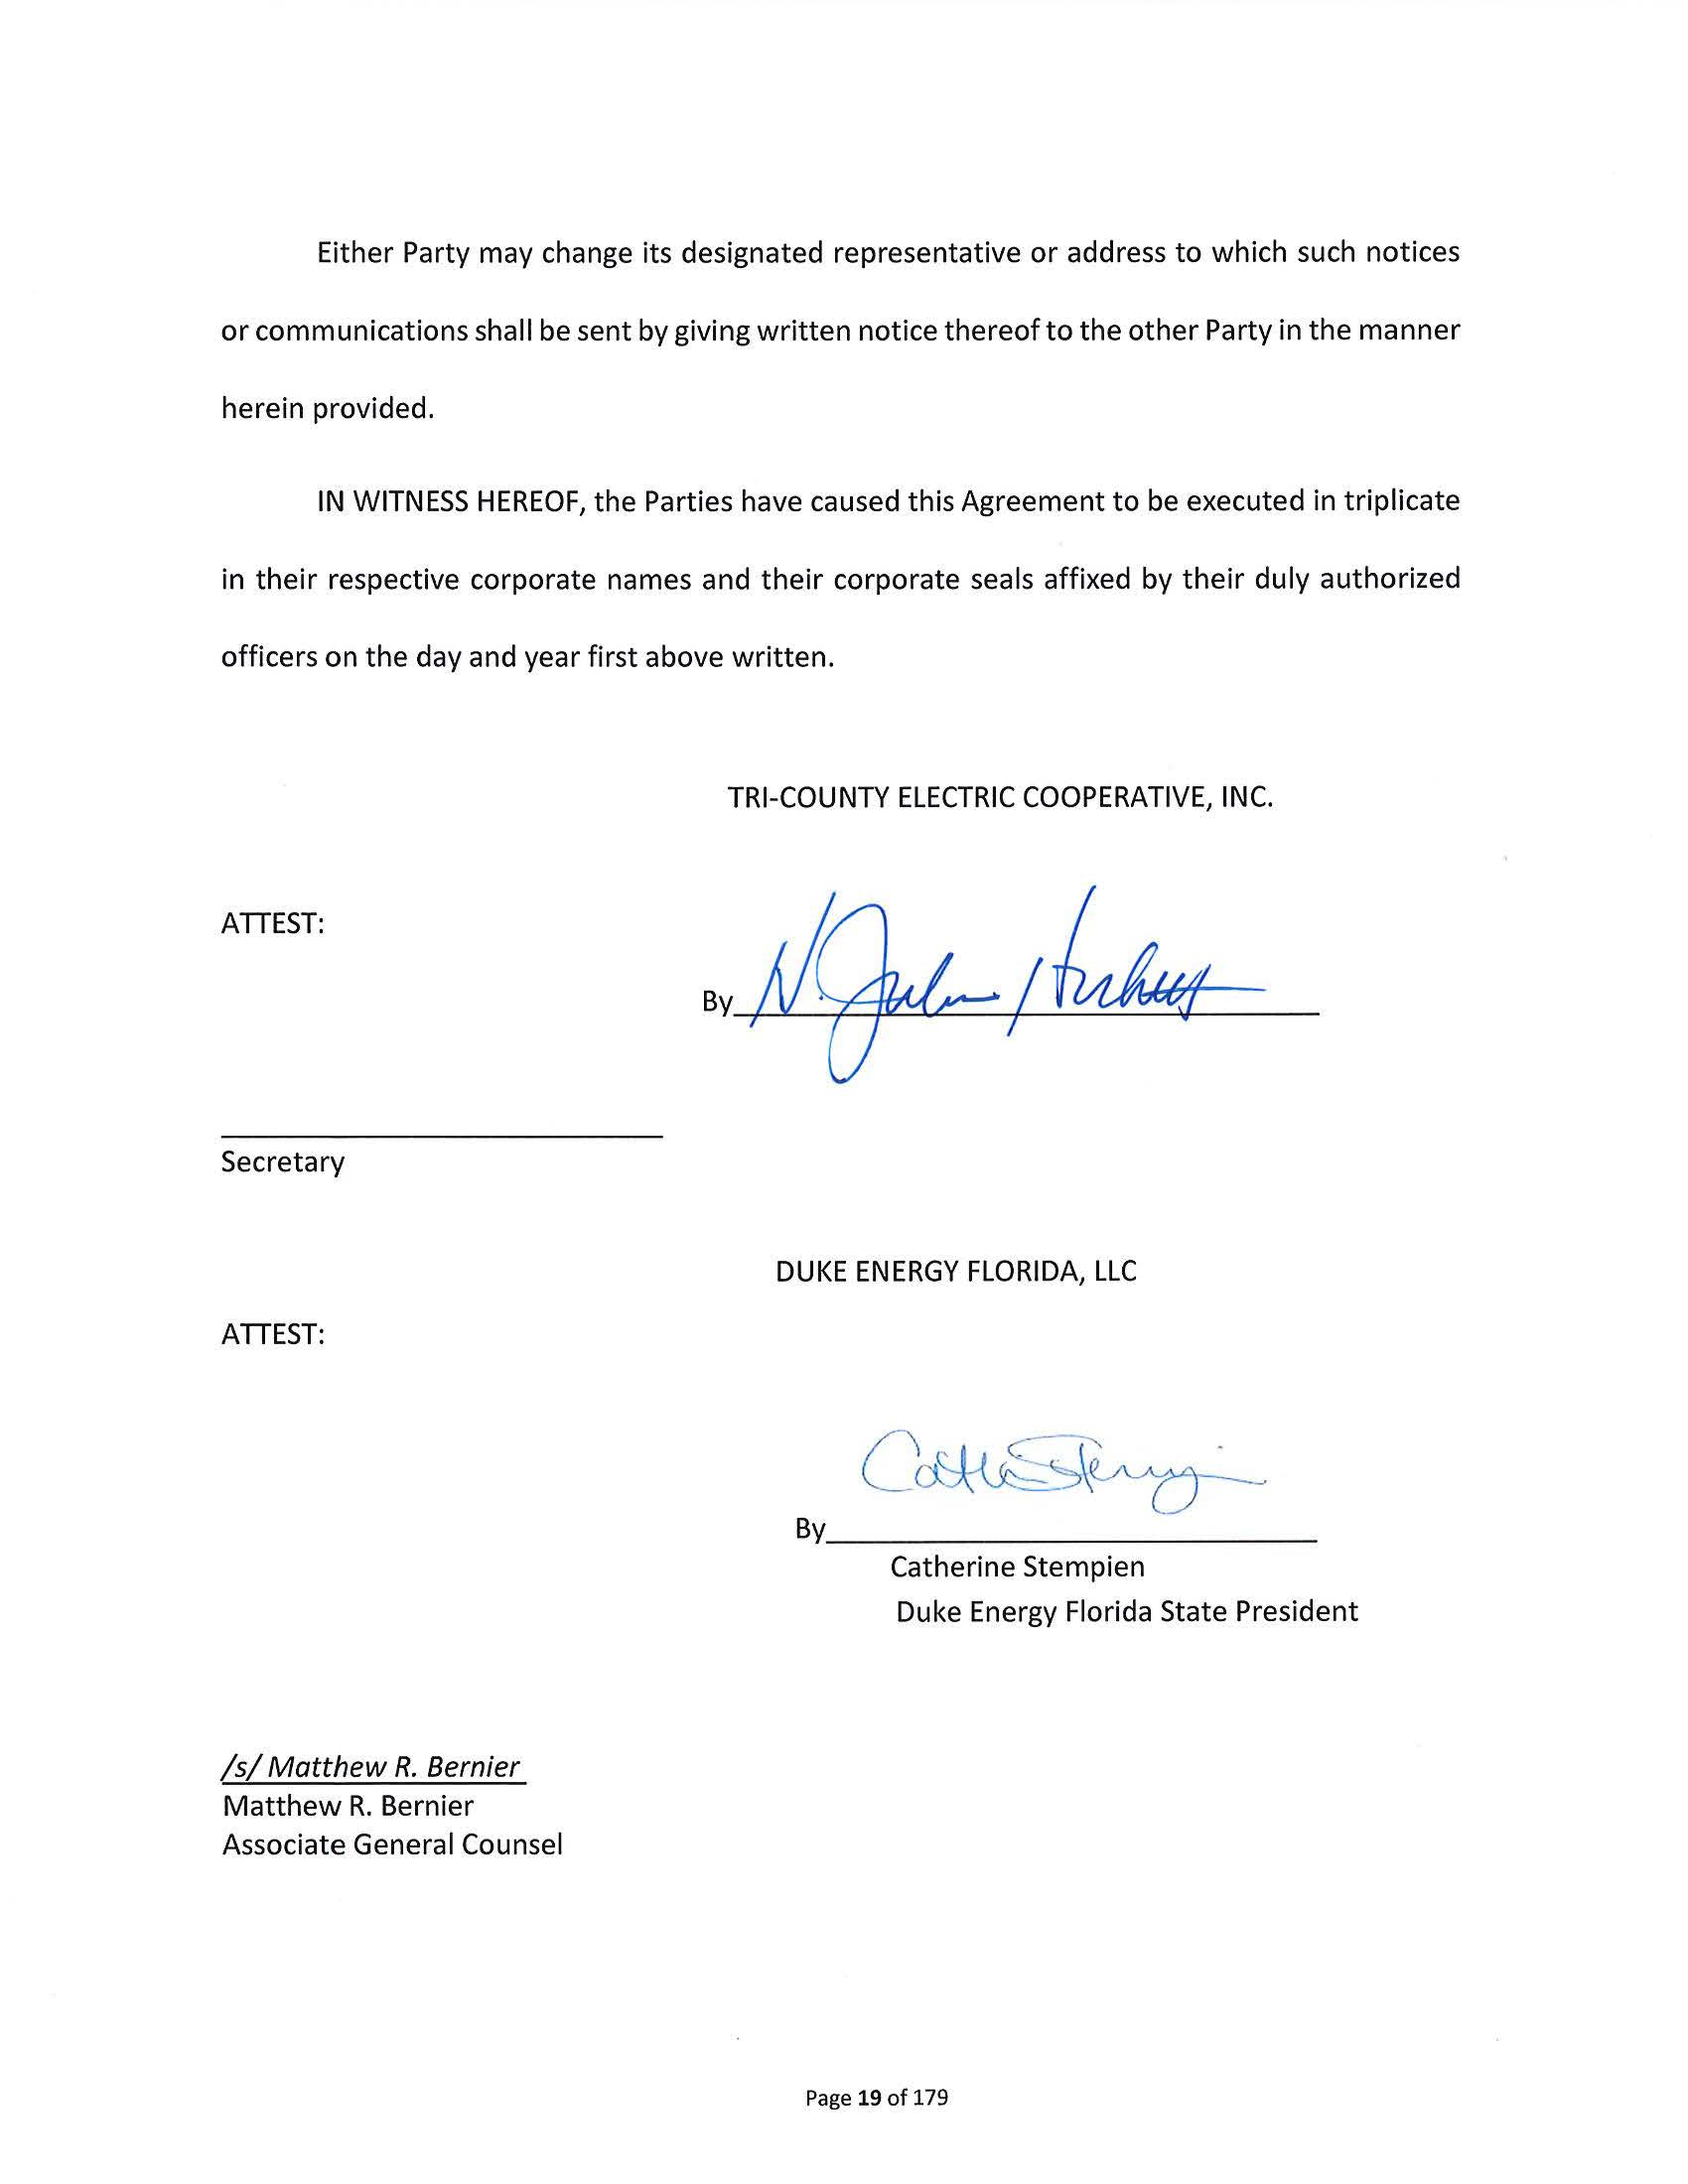 Either Party may change its designated representative or address to which such notices
or communications shall be sent by giving written notice thereof to the other Party in the manner
herein provided.
IN WITNESS HEREOF, the Parties have caused this Agreement to be executed in triplicate
in their respective corporate names and their corporate seals affixed by their duly authorized
officers on the day and year first above written.
TRI-COUNTY ELECTRIC COOPERATIVE, INC.
ATTEST:
By N. Julian
Secretary
DUKE ENERGY FLORIDA, LLC
ATTEST:
By
Catherine Stempien
Duke Energy Florida State President
/s/ Matthew R. Bernier
Matthew R. Bernier
Associate General Counsel
Page 19 of 179